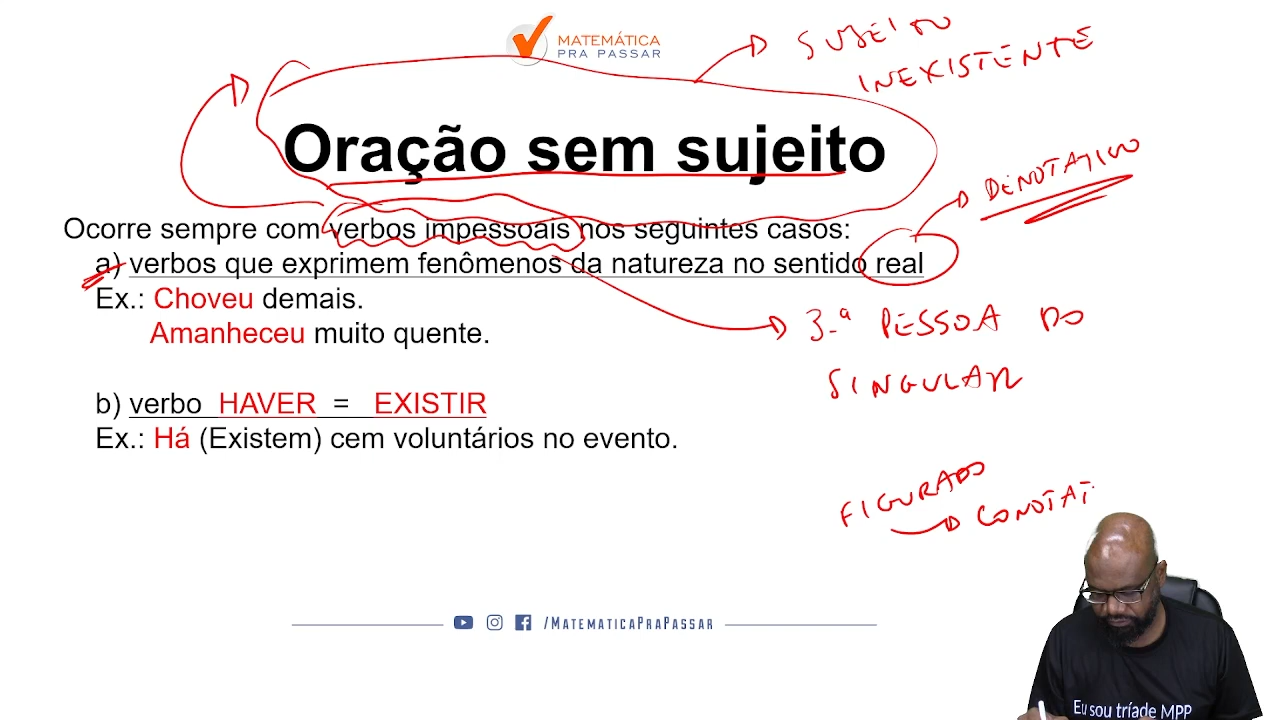 MATEMÁTICA
PRA PASSAR
SUJEITO
INEXISTENTE
Oração sem sujeito
DENOTATIVO
Ocorre sempre com verbos impessoais nos seguintes casos:
a) verbos que exprimem fenômenos da natureza no sentido real
Ex.: Choveu demais.
Amanheceu muito quente.
3.ª PESSOA DO
SINGULAR
b) verbo HAVER = EXISTIR
Ex.: Há (Existem) cem voluntários no evento.
FIGURADO
CONOTAT
/MatematicaPraPassar
Eu sou tríade MPP